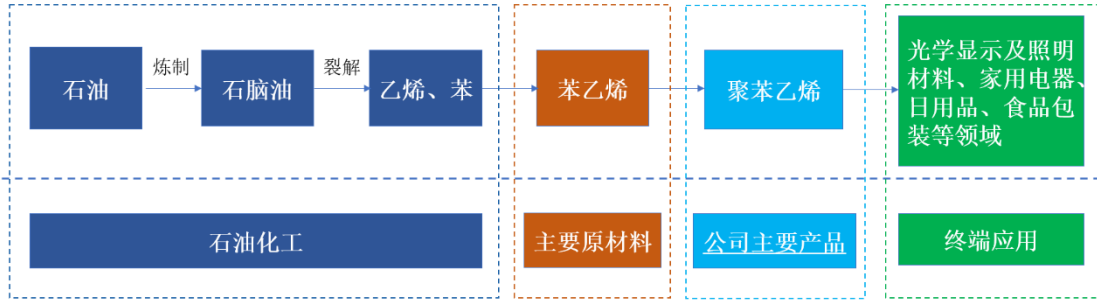 石油
炼制
石脑油
裂解
乙烯、苯
苯乙烯
聚苯乙烯
光学显示及照明
材料、家用电器、
日用品、食品包
装等领域
石油化工
主要原材料
公司主要产品
终端应用